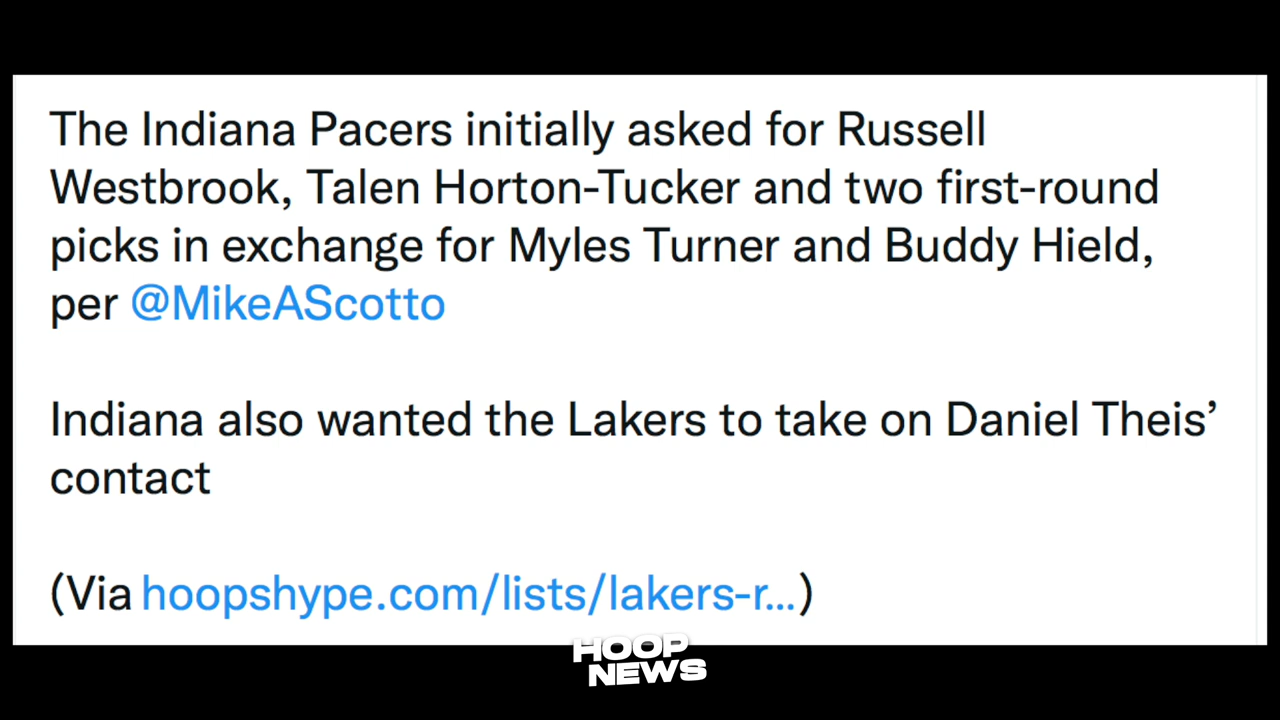 The Indiana Pacers initially asked for Russell
Westbrook, Talen Horton-Tucker and two first-round
picks in exchange for Myles Turner and Buddy Hield,
per @MikeAScotto
Indiana also wanted the Lakers to take on Daniel Theis’
contact
(Via hoopshype.com/lists/lakers-r...)
HOOP
NEWS